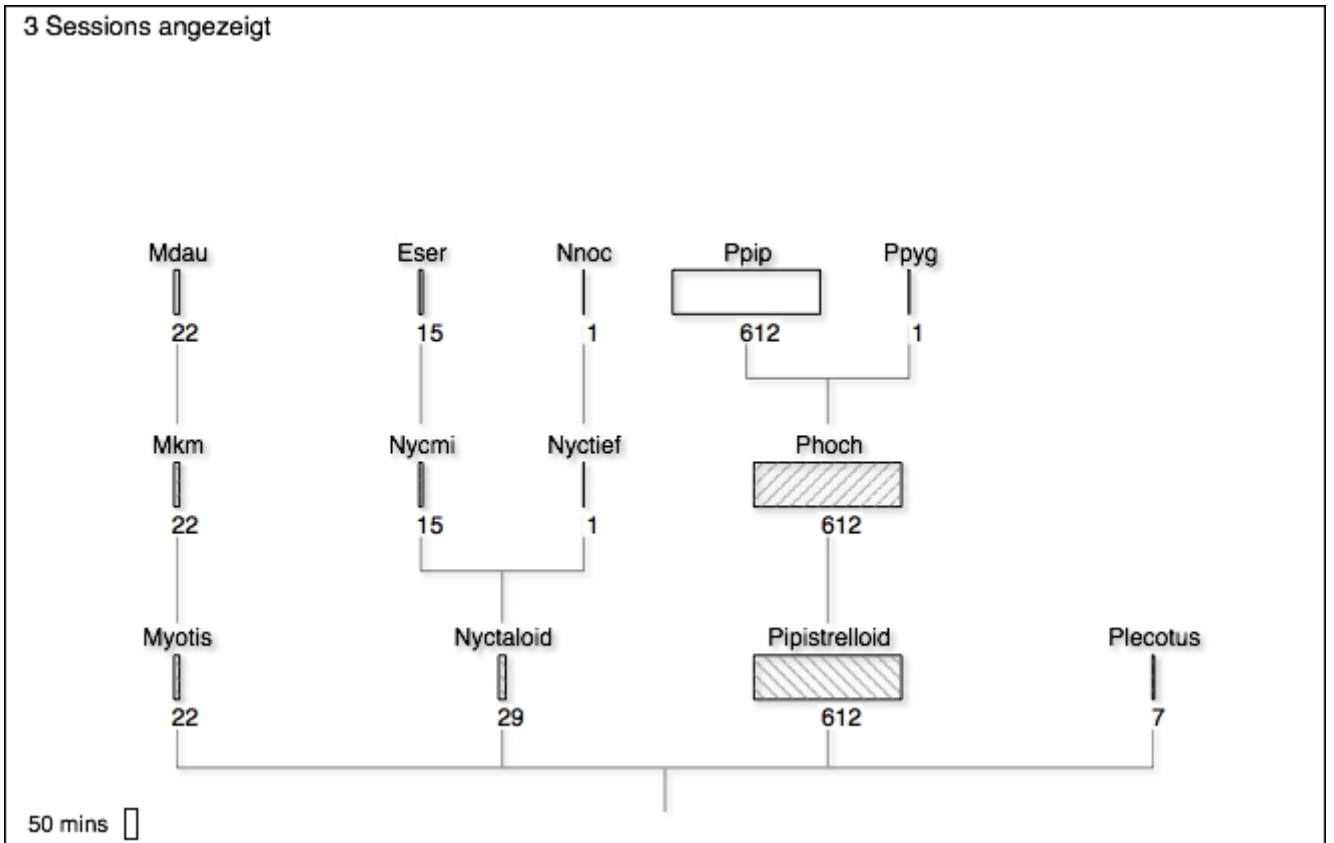 3 Sessions angezeigt
Mdau Eser Nnoc Ppip Ppyg
22 15 1 612 1
Mkm Nycmi Nyctief Phoch
22 15 1 612
Myotis Nyctaloid Pipistrelloid Plecotus
22 29 612 7
50 mins